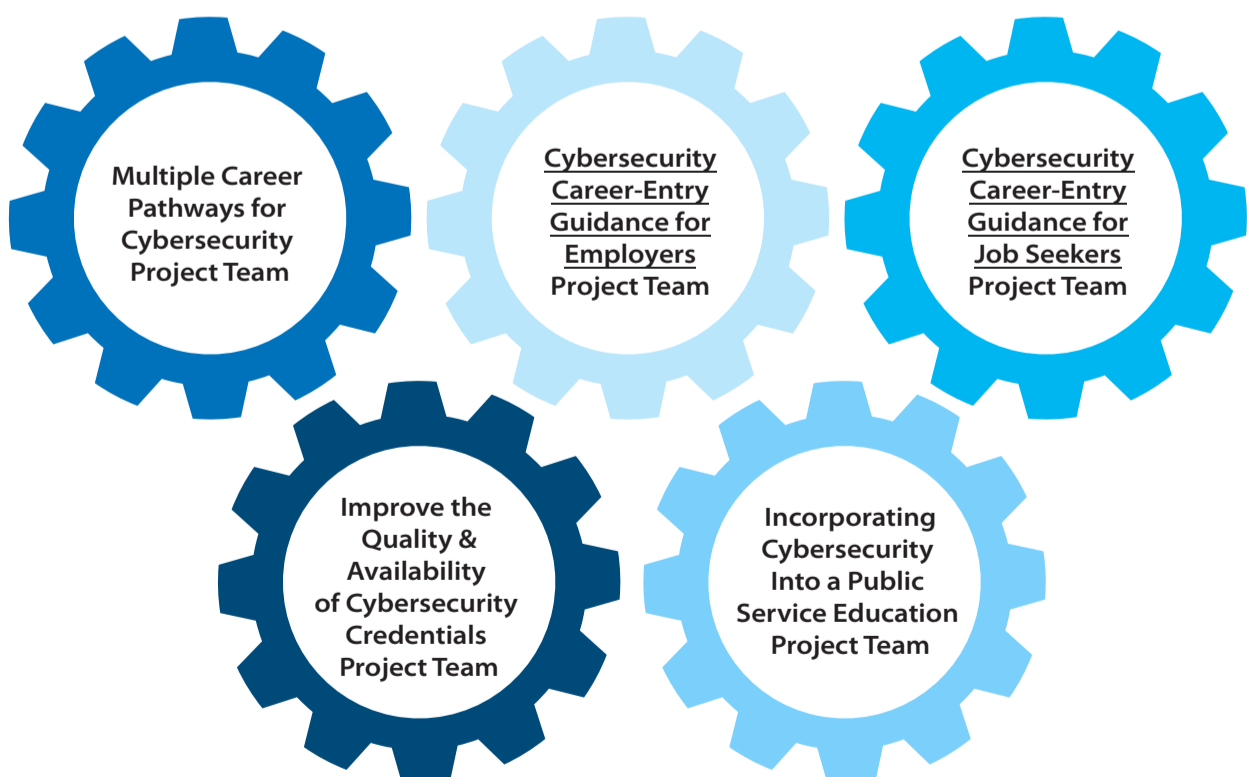 Multiple Career
Pathways for
Cybersecurity
Project Team
Cybersecurity
Career-Entry
Guidance for
Employers
Project Team
Cybersecurity
Career-Entry
Guidance for
Job Seekers
Project Team
Improve the
Quality &
Availability
of Cybersecurity
Credentials
Project Team
Incorporating
Cybersecurity
Into a Public
Service Education
Project Team